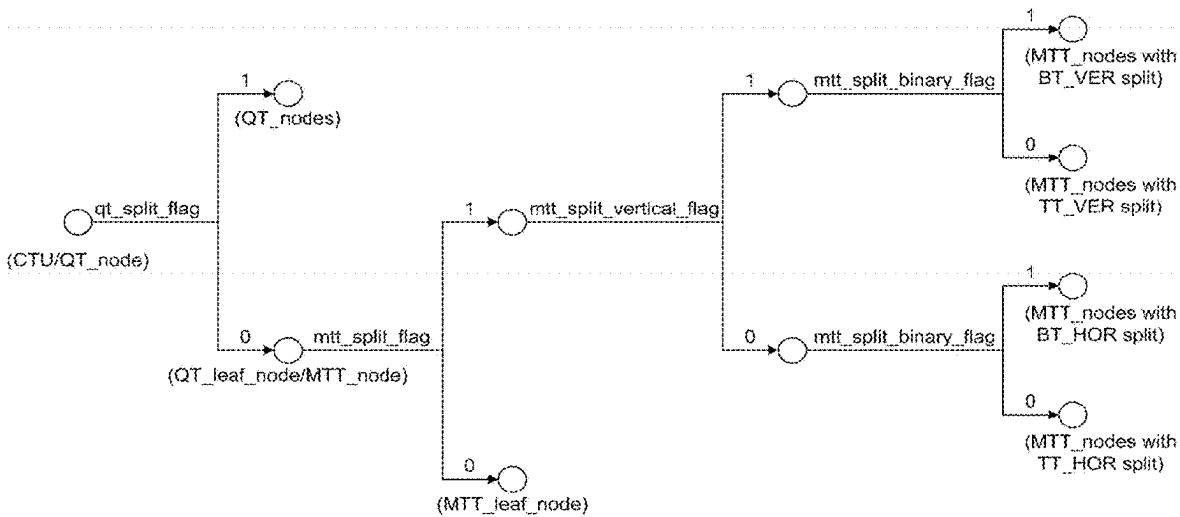 1
(MTT_nodes with
BT_VER split)
1
mtt_split_binary_flag
1
(QT_nodes)
0
(MTT_nodes with
TT_VER split)
qt_split_flag
1
mtt_split_vertical_flag
(CTU/QT_node)
1
(MTT_nodes with
BT_HOR split)
0
mtt_split_flag
(QT_leaf_node/MTT_node)
0
mtt_split_binary_flag
0
(MTT_nodes with
TT_HOR split)
0
(MTT_leaf_node)